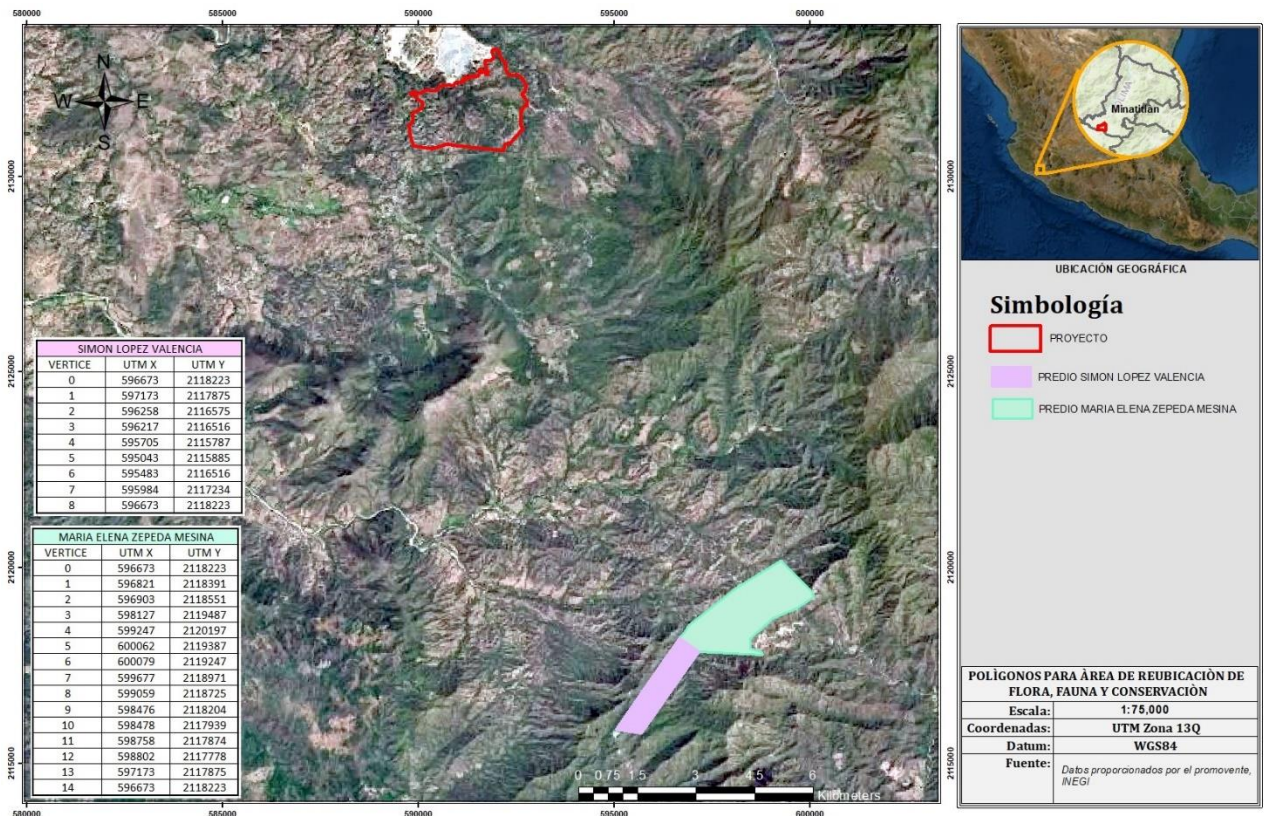 580000 585000 590000 595000 600000
N
W E
S
2130000 2130000
2125000 2125000
2120000 2120000
2115000 2115000
SIMON LOPEZ VALENCIA
VERTICE UTM X UTM Y
0 596673 2118223
1 597173 2117875
2 596258 2116575
3 596217 2116516
4 595705 2115787
5 595043 2115885
6 595483 2116516
7 595984 2117234
8 596673 2118223
MARIA ELENA ZEPEDA MESINA
VERTICE UTM X UTM Y
0 596673 2118223
1 596821 2118391
2 596903 2118551
3 598127 2119487
4 599247 2120197
5 600062 2119387
6 600079 2119247
7 599677 2118971
8 599059 2118725
9 598476 2118204
10 598478 2117939
11 598758 2117874
12 598802 2117778
13 597173 2117875
14 596673 2118223
0 0.75 1.5 3 4.5 6
Kilometers
580000 585000 590000 595000 600000
Minatitlán
UBICACIÓN GEOGRÁFICA
Simbología
PROYECTO
PREDIO SIMON LOPEZ VALENCIA
PREDIO MARIA ELENA ZEPEDA MESINA
POLÌGONOS PARA ÀREA DE REUBICACIÒN DE
FLORA, FAUNA Y CONSERVACIÒN
Escala: 1:75,000
Coordenadas: UTM Zona 13Q
Datum: WGS84
Fuente: Datos proporcionados por el promovente,
INEGI